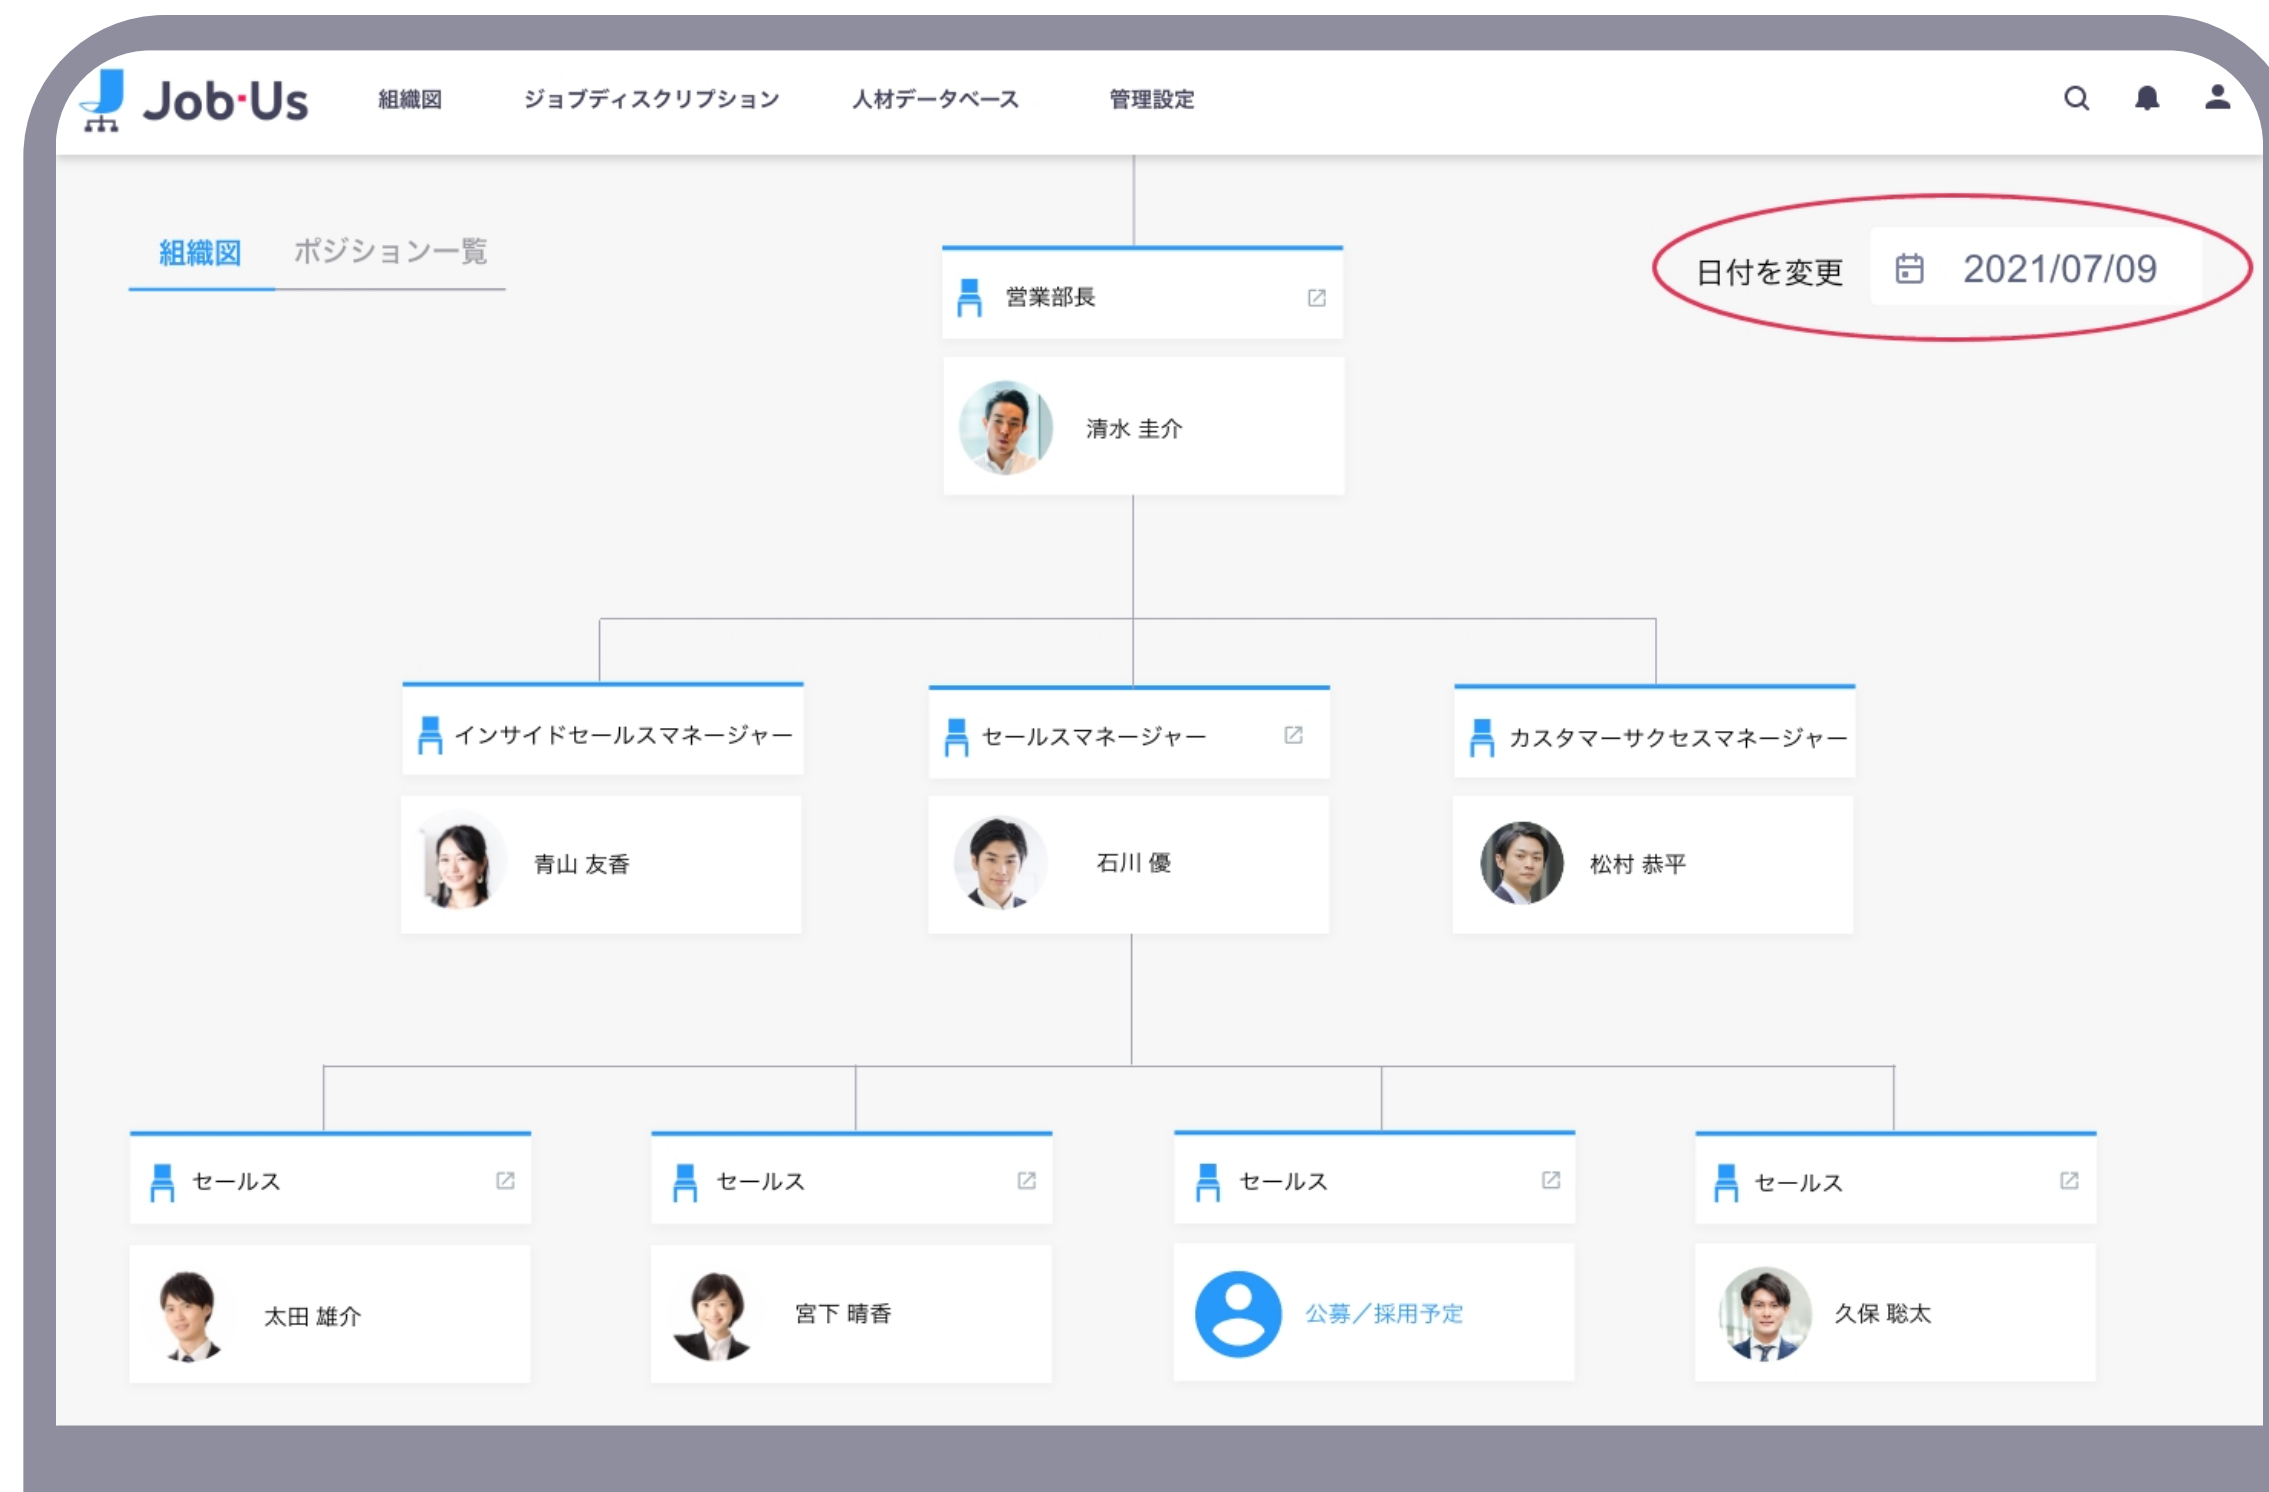 Job·Us 組織図 ジョブディスクリプション 人材データベース 管理設定
組織図 ポジション一覧
日付を変更 2021/07/09
営業部長
清水 圭介
インサイドセールスマネージャー セールスマネージャー カスタマーサクセスマネージャー
青山 友香 石川 優 松村 恭平
セールス セールス セールス セールス
太田 雄介 宮下 晴香 公募／採用予定 久保 聡太